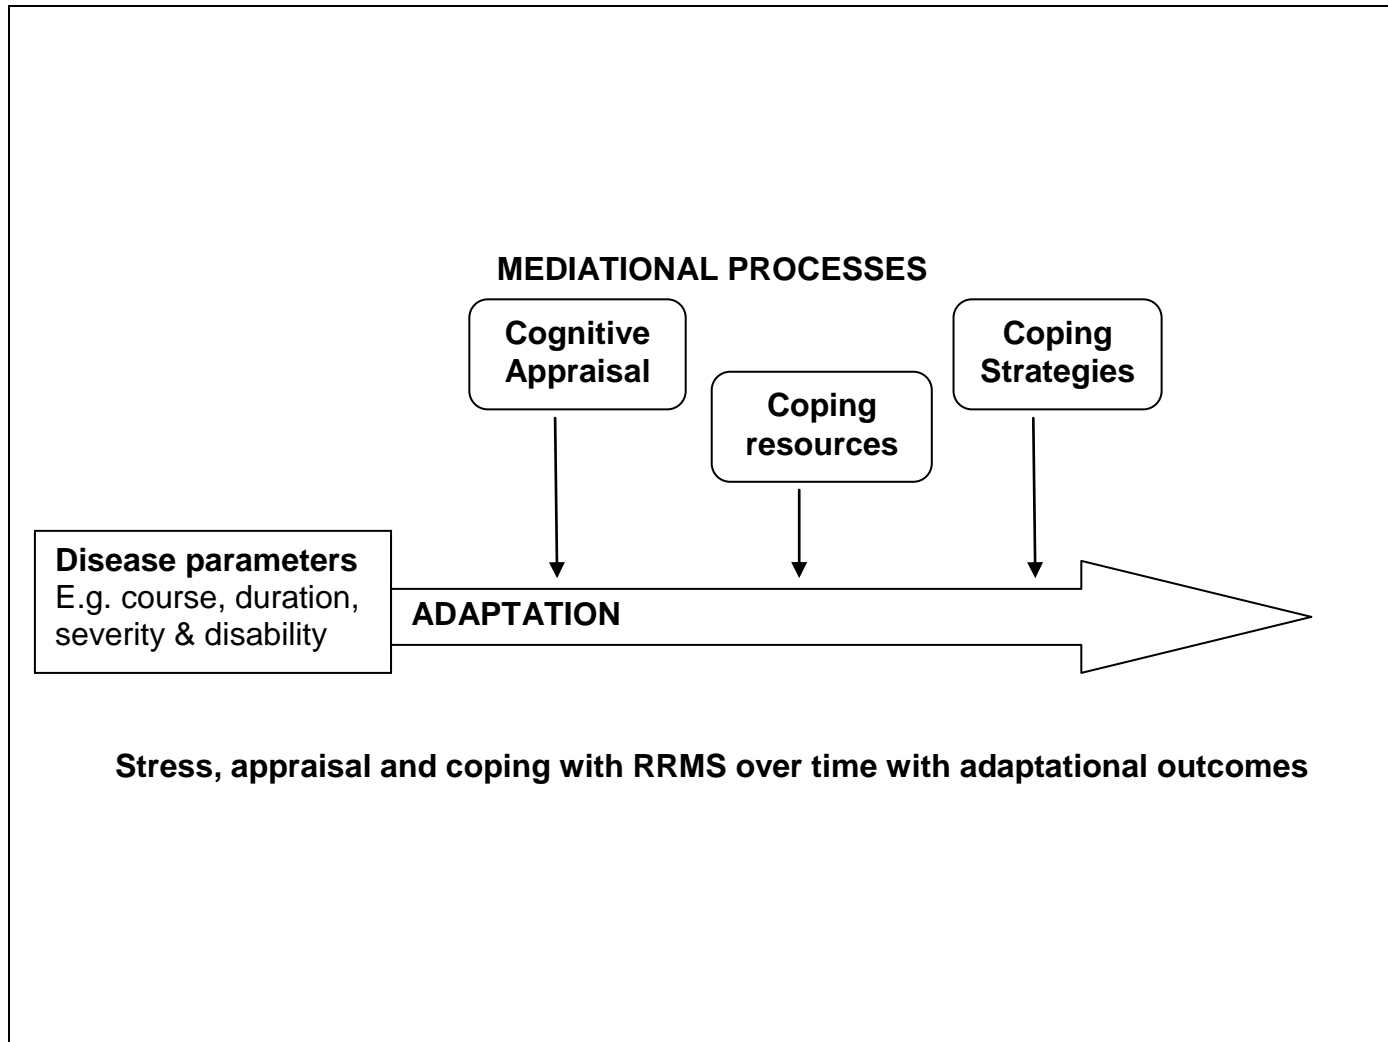 MEDIATIONAL PROCESSES
Cognitive
Appraisal
Coping
resources
Coping
Strategies
Disease parameters
E.g. course, duration,
severity & disability
ADAPTATION
Stress, appraisal and coping with RRMS over time with adaptational outcomes